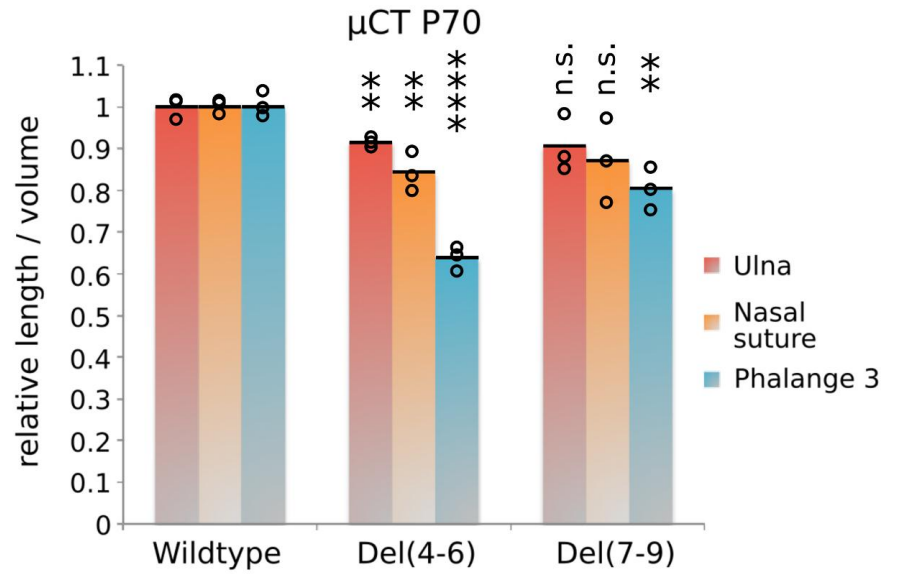 µCT P70
relative length / volume
1.1
1
0.9
0.8
0.7
0.6
0.5
0.4
0.3
0.2
0.1
0
**
**
****
n.s.
n.s.
**
Wildtype
Del(4-6)
Del(7-9)
Ulna
Nasal
suture
Phalange 3